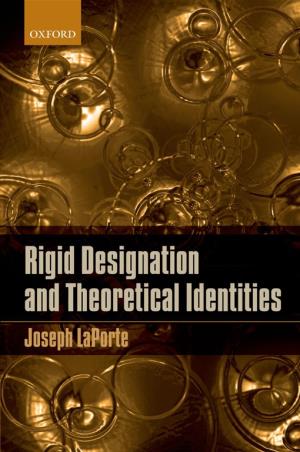 OXFORD
Rigid Designation
and Theoretical Identities
Joseph LaPorte